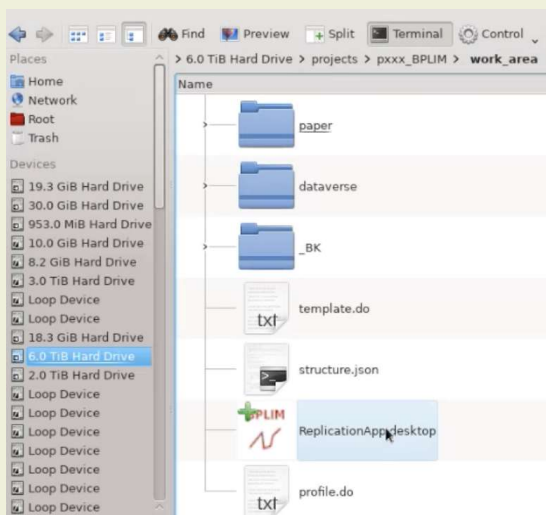 Find Preview Split Terminal Control
Places
> 6.0 TiB Hard Drive > projects > pxxx_BPLIM > work_area
Home
Network
Root
Trash
Devices
19.3 GiB Hard Drive
30.0 GiB Hard Drive
953.0 MiB Hard Drive
10.0 GiB Hard Drive
8.2 GiB Hard Drive
3.0 TiB Hard Drive
Loop Device
Loop Device
18.3 GiB Hard Drive
6.0 TiB Hard Drive
2.0 TiB Hard Drive
Loop Device
Loop Device
Loop Device
Loop Device
Loop Device
Loop Device
Loop Device
Name
paper
dataverse
_BK
txt
template.do
>_
structure.json
BPLIM
ReplicationApp.desktop
txt
profile.do